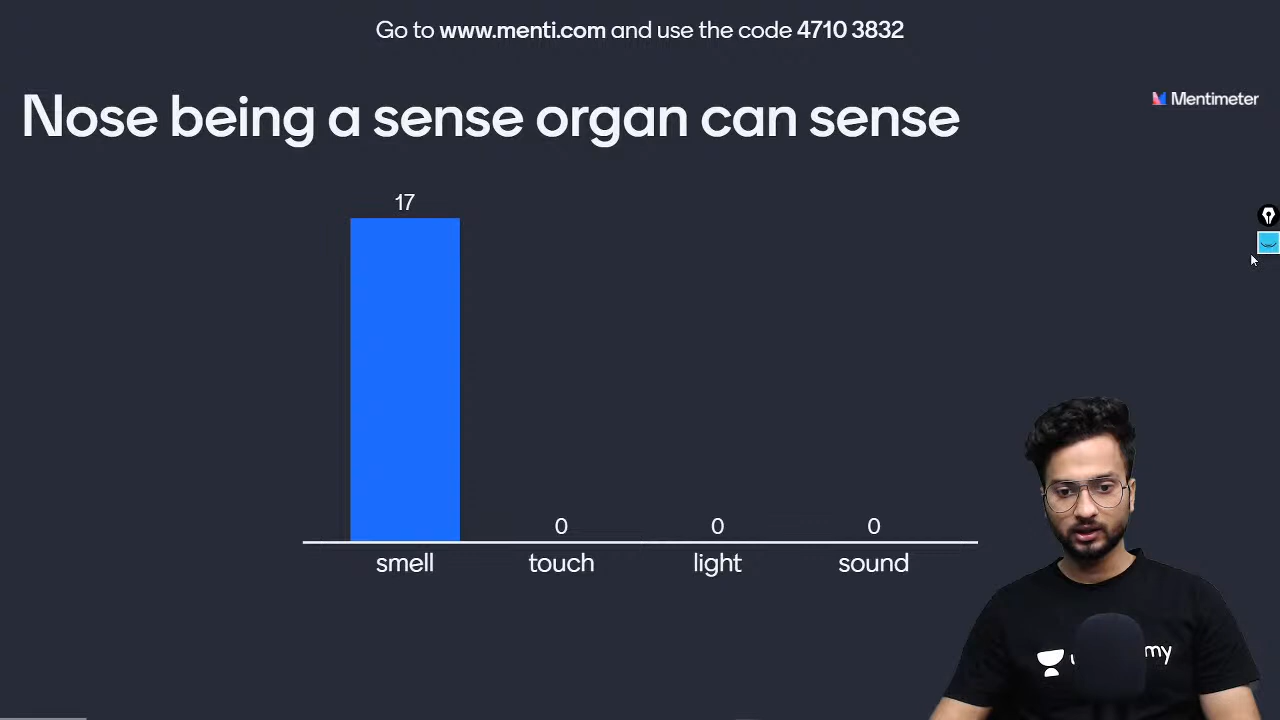 Go to www.menti.com and use the code 4710 3832
Nose being a sense organ can sense
Mentimeter
17
0
0
0
smell
touch
light
sound